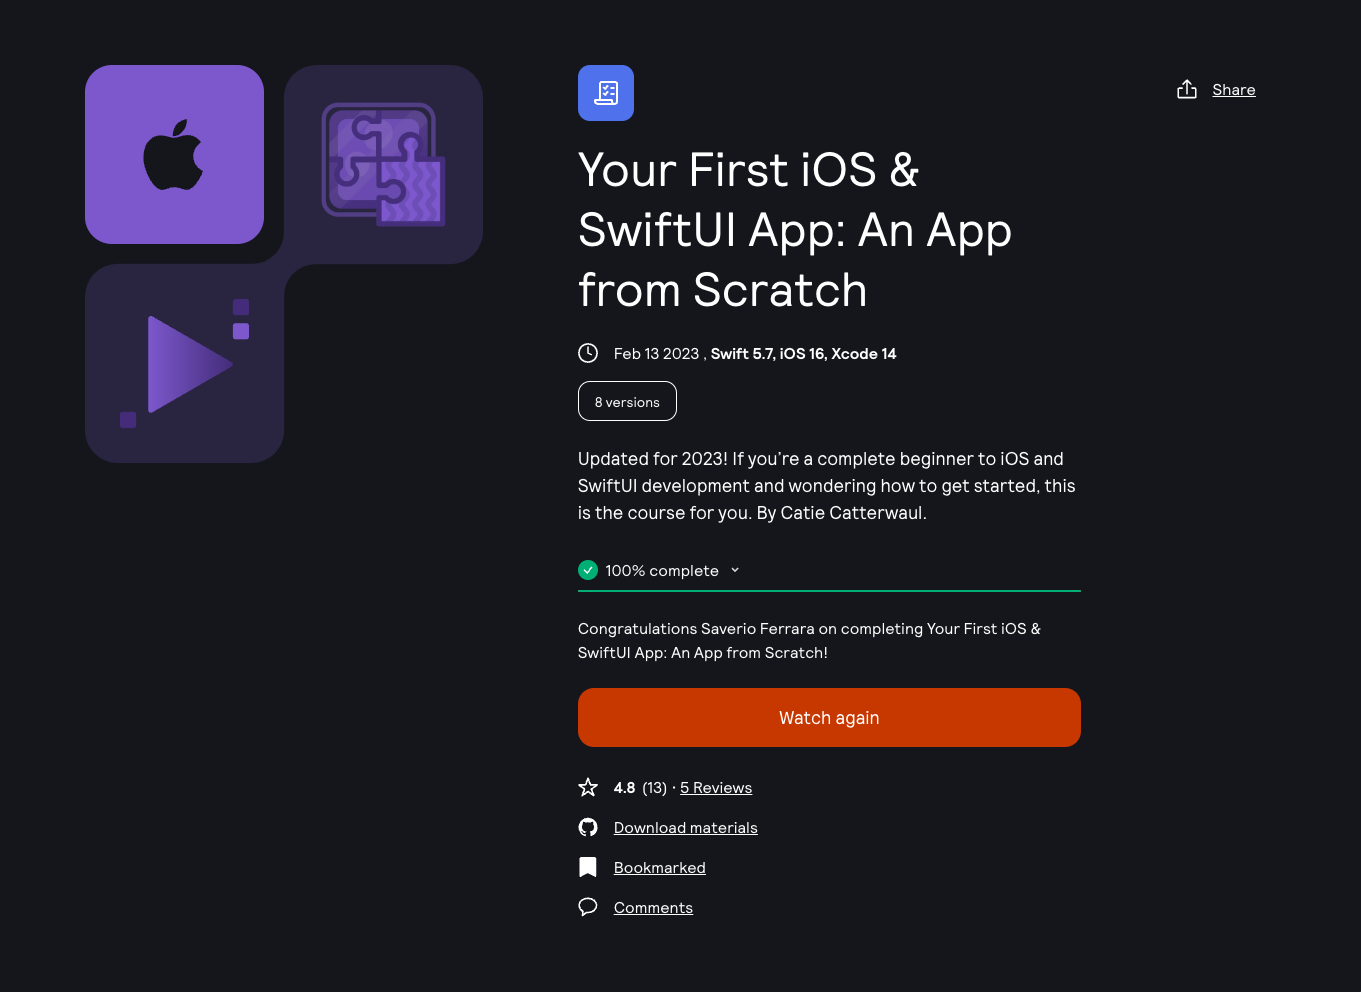 Share
Your First iOS &
SwiftUI App: An App
from Scratch
Feb 13 2023 , Swift 5.7, iOS 16, Xcode 14
8 versions
Updated for 2023! If you're a complete beginner to iOS and
SwiftUI development and wondering how to get started, this
is the course for you. By Catie Catterwaul.
100% complete
Congratulations Saverio Ferrara on completing Your First iOS &
SwiftUI App: An App from Scratch!
Watch again
4.8 (13) · 5 Reviews
Download materials
Bookmarked
Comments